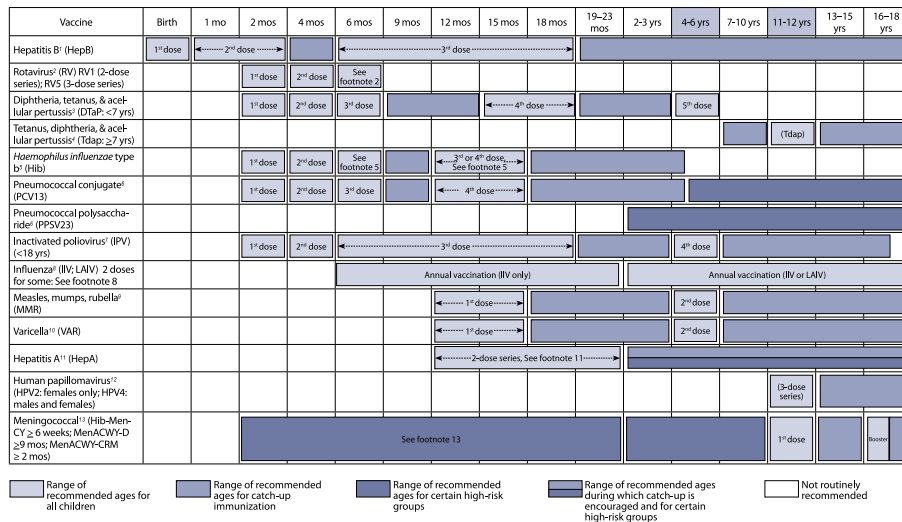 Vaccine Birth 1 mo 2 mos 4 mos 6 mos 9 mos 12 mos 15 mos 18 mos 19–23 mos 2-3 yrs 4-6 yrs 7-10 yrs 11-12 yrs 13–15 yrs 16–18 yrs
Hepatitis B¹ (HepB) 1st dose 2nd dose 3rd dose
Rotavirus² (RV) RV1 (2-dose
series); RV5 (3-dose series)
1st dose 2nd dose See
footnote 2
Diphtheria, tetanus, & acel-
lular pertussis³ (DTaP: <7 yrs)
1st dose 2nd dose 3rd dose 4th dose 5th dose
Tetanus, diphtheria, & acel-
lular pertussis⁴ (Tdap: ≥7 yrs)
(Tdap)
Haemophilus influenzae type
b⁵ (Hib)
1st dose 2nd dose See
footnote 5
3rd or 4th dose,
See footnote 5
Pneumococcal conjugate⁶
(PCV13)
1st dose 2nd dose 3rd dose 4th dose
Pneumococcal polysaccha-
ride⁶ (PPSV23)
Inactivated poliovirus⁷ (IPV)
(<18 yrs)
1st dose 2nd dose 3rd dose 4th dose
Influenza⁸ (IIV; LAIV) 2 doses
for some: See footnote 8
Annual vaccination (IIV only) Annual vaccination (IIV or LAIV)
Measles, mumps, rubella⁹
(MMR)
1st dose 2nd dose
Varicella¹⁰ (VAR)
1st dose 2nd dose
Hepatitis A¹¹ (HepA)
2-dose series, See footnote 11
Human papillomavirus¹²
(HPV2: females only; HPV4:
males and females)
(3-dose
series)
Meningococcal¹³ (Hib-Men-
CY ≥ 6 weeks; MenACWY-D
≥9 mos; MenACWY-CRM
≥ 2 mos)
See footnote 13 1st dose Booster
Range of
recommended ages for
all children
Range of recommended
ages for catch-up
immunization
Range of recommended
ages for certain high-risk
groups
Range of recommended ages
during which catch-up is
encouraged and for certain
high-risk groups
Not routinely
recommended